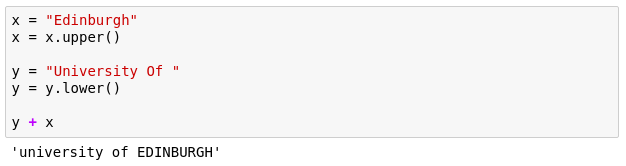 x = "Edinburgh"
x = x.upper()
y = "University Of "
y = y.lower()
y + x
'university of EDINBURGH'